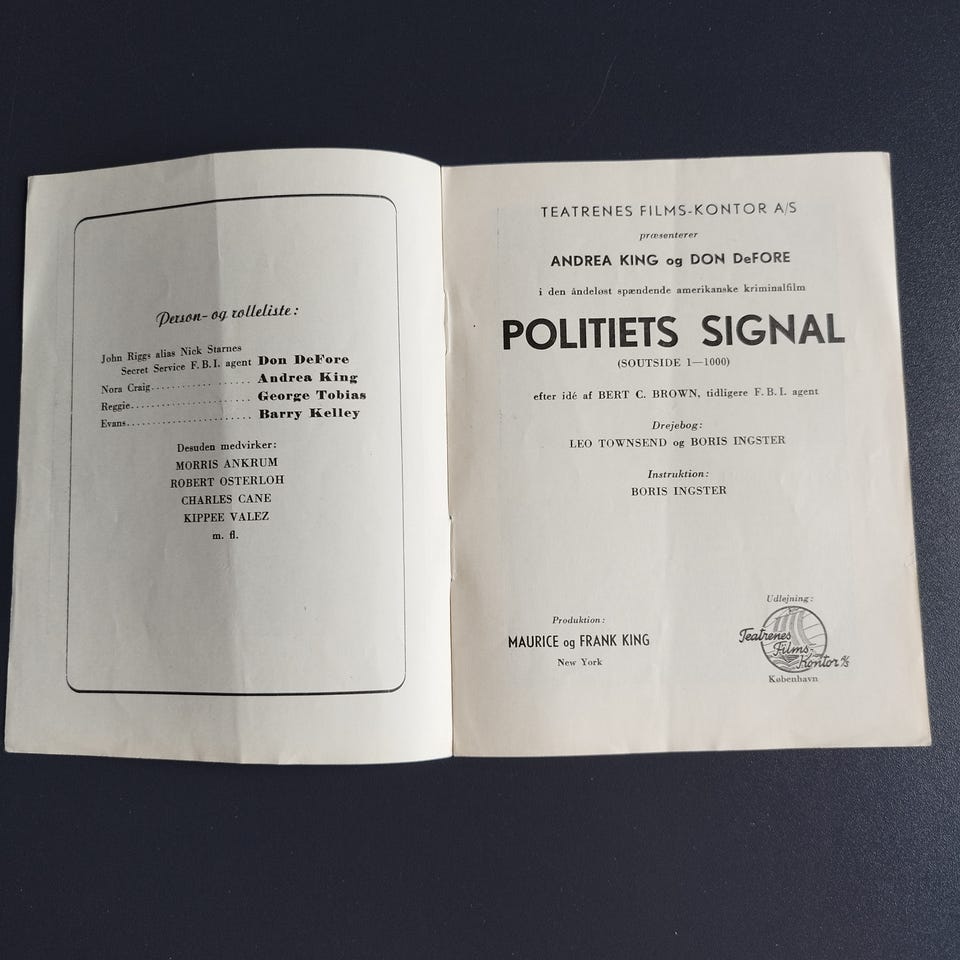 Person- og rolleliste:
John Riggs alias Nick Starnes
Secret Service F.B.I. agent Don DeFore
Nora Craig.................. Andrea King
Reggie...................... George Tobias
Evans....................... Barry Kelley
Desuden medvirker:
MORRIS ANKRUM
ROBERT OSTERLOH
CHARLES CANE
KIPPEE VALEZ
m. fl.
TEATRENES FILMS-KONTOR A/S
præsenterer
ANDREA KING og DON DeFORE
i den åndeløst spændende amerikanske kriminalfilm
POLITIETS SIGNAL
(SOUTSIDE 1—1000)
efter idé af BERT C. BROWN, tidligere F.B.I. agent
Drejebog:
LEO TOWNSEND og BORIS INGSTER
Instruktion:
BORIS INGSTER
Produktion:
MAURICE og FRANK KING
New York
Udlejning:
Teatrenes
Films-
Kontor A/S
København